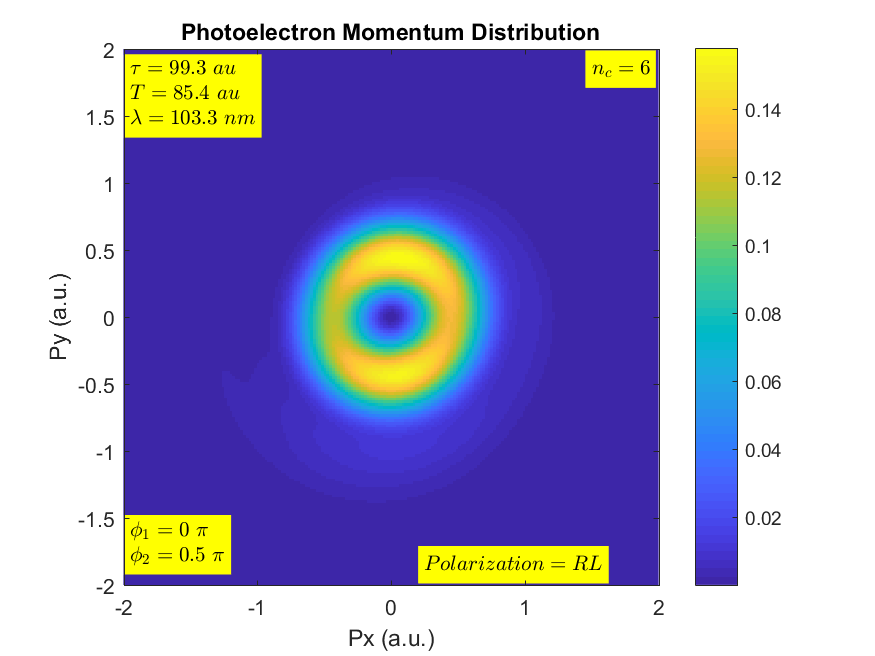 Photoelectron Momentum Distribution
τ = 99.3 au
T = 85.4 au
λ = 103.3 nm
n_c = 6
2
1.5
1
0.5
0
-0.5
-1
-1.5
-2
Py (a.u.)
ϕ₁ = 0 π
ϕ₂ = 0.5 π
Polarization = RL
-2
-1
0
1
2
Px (a.u.)
0.14
0.12
0.1
0.08
0.06
0.04
0.02